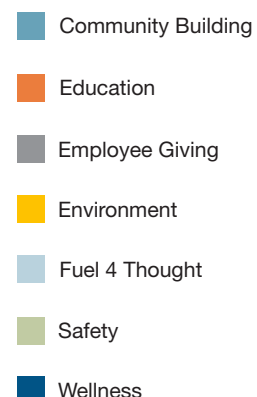 Community Building
Education
Employee Giving
Environment
Fuel 4 Thought
Safety
Wellness